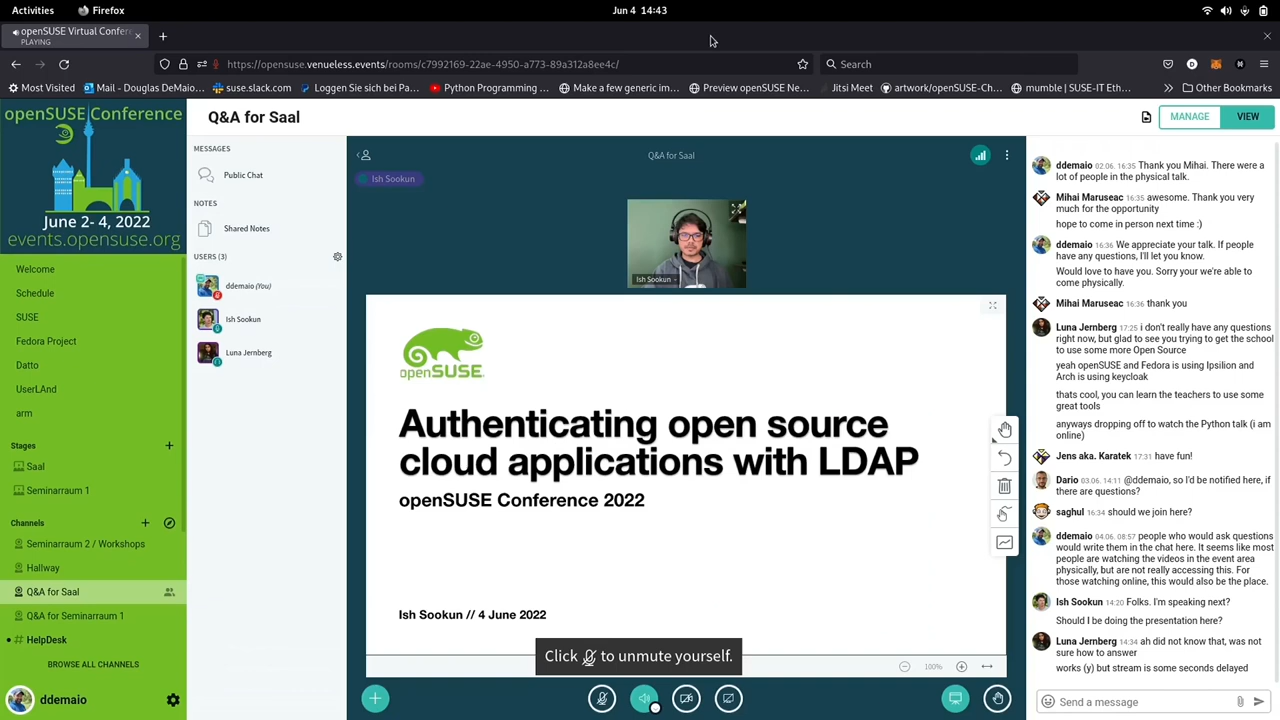 Activities
Firefox
Jun 4 14:43
openSUSE Virtual Confer
PLAYING
https://opensuse.venueless.events/rooms/c7992169-22ae-4950-a773-89a312a8ee4c/
Search
Most Visited
Mail - Douglas DeMaio…
suse.slack.com
Loggen Sie sich bei Pa…
Python Programming …
Make a few generic im…
Preview openSUSE Ne…
Jitsi Meet
artwork/openSUSE-Ch…
mumble | SUSE-IT Eth…
Other Bookmarks
openSUSE Conference
June 2- 4, 2022
events.opensuse.org
Welcome
Schedule
SUSE
Fedora Project
Datto
UserLAnd
arm
Stages
Saal
Seminarraum 1
Channels
Seminarraum 2 / Workshops
Hallway
Q&A for Saal
Q&A for Seminarraum 1
# HelpDesk
BROWSE ALL CHANNELS
ddemaio
Q&A for Saal
MANAGE
VIEW
MESSAGES
Public Chat
NOTES
Shared Notes
USERS (3)
ddemaio (You)
Ish Sookun
Luna Jernberg
Q&A for Saal
Ish Sookun
Ish Sookun
openSUSE
Authenticating open source
cloud applications with LDAP
openSUSE Conference 2022
Ish Sookun // 4 June 2022
Click to unmute yourself.
100%
ddemaio 02.06. 16:35 Thank you Mihai. There were a
lot of people in the physical talk.
Mihai Maruseac 16:35 awesome. Thank you very
much for the opportunity
hope to come in person next time :)
ddemaio 16:36 We appreciate your talk. If people
have any questions, I'll let you know.
Would love to have you. Sorry your we're able to
come physically.
Mihai Maruseac 16:36 thank you
Luna Jernberg 17:25 i don't really have any questions
right now, but glad to see you trying to get the school
to use some more Open Source
yeah openSUSE and Fedora is using Ipsilion and
Arch is using keycloak
thats cool, you can learn the teachers to use some
great tools
anyways dropping off to watch the Python talk (i am
online)
Jens aka. Karatek 17:31 have fun!
Dario 03.06. 14:11 @ddemaio, so I'd be notified here, if
there are questions?
saghul 16:34 should we join here?
ddemaio 04.06. 08:57 people who would ask questions
would write them in the chat here. It seems like most
people are watching the videos in the event area
physically, but are not really accessing this. For
those watching online, this would also be the place.
Ish Sookun 14:20 Folks. I'm speaking next?
Should I be doing the presentation here?
Luna Jernberg 14:34 ah did not know that, was not
sure how to answer
works (y) but stream is some seconds delayed
Send a message